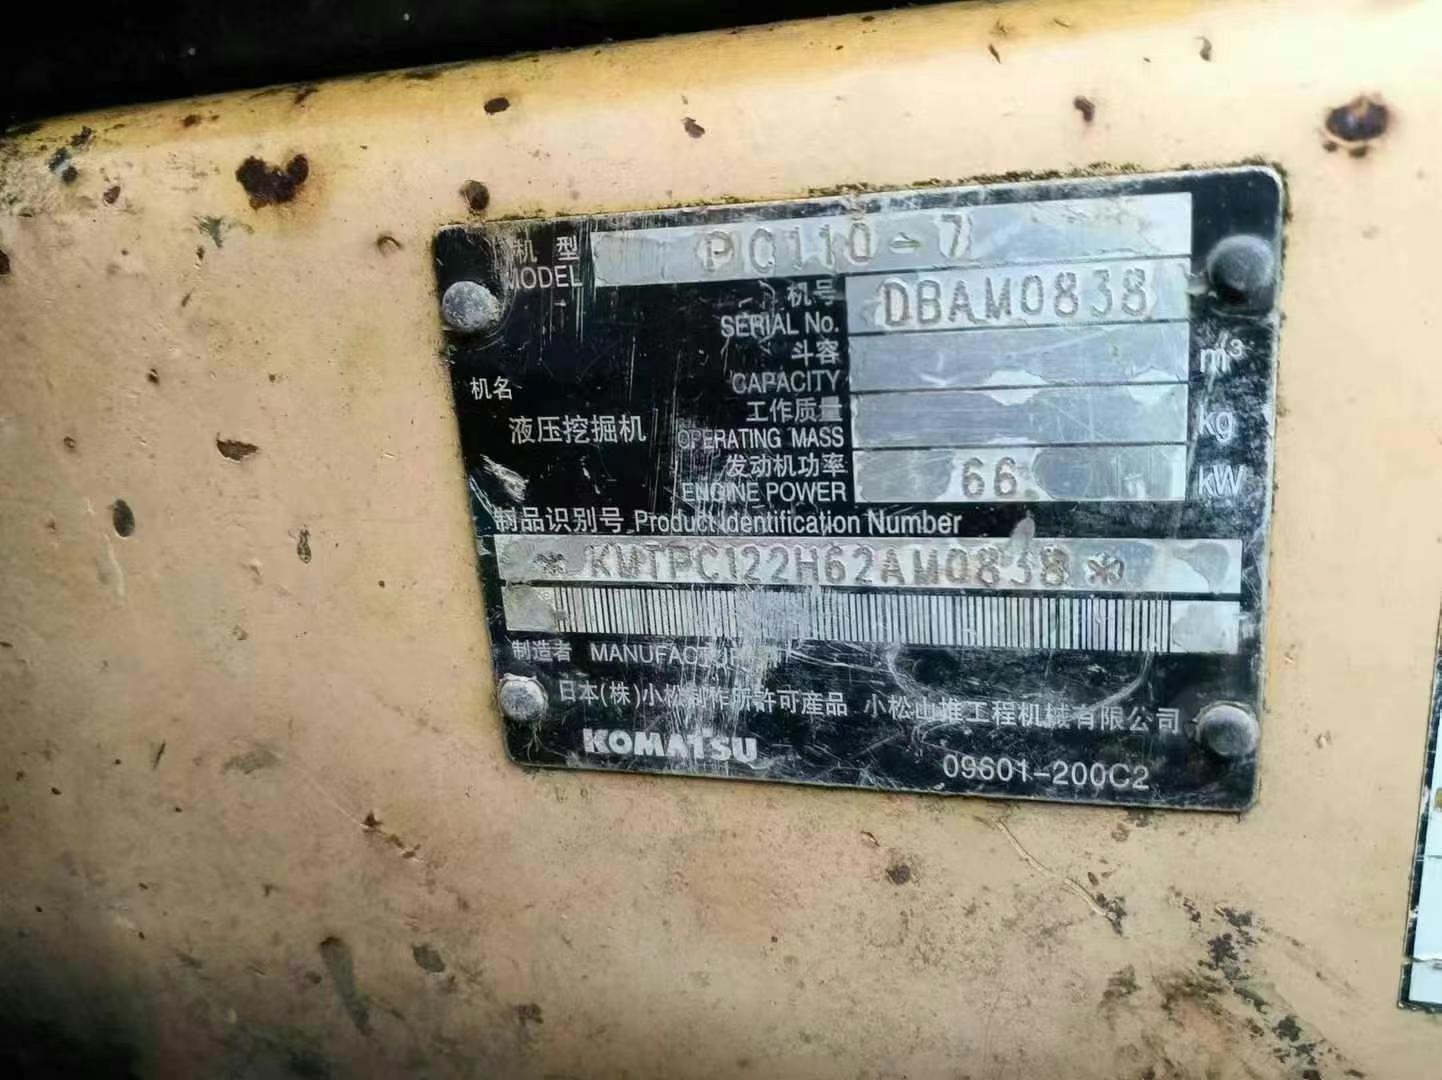 机 型
MODEL PC110-7
机号
SERIAL No. DBAM0838
斗容
CAPACITY m³
机名
工作质量
液压挖掘机
OPERATING MASS kg
发动机功率
ENGINE POWER 66 kW
制品识别号 Product Identification Number
*KMTPC122H62AM0838*
制造者 MANUFACTURER
日本(株)小松制作所許可産品 小松山推工程机械有限公司
KOMATSU
09601-200C2